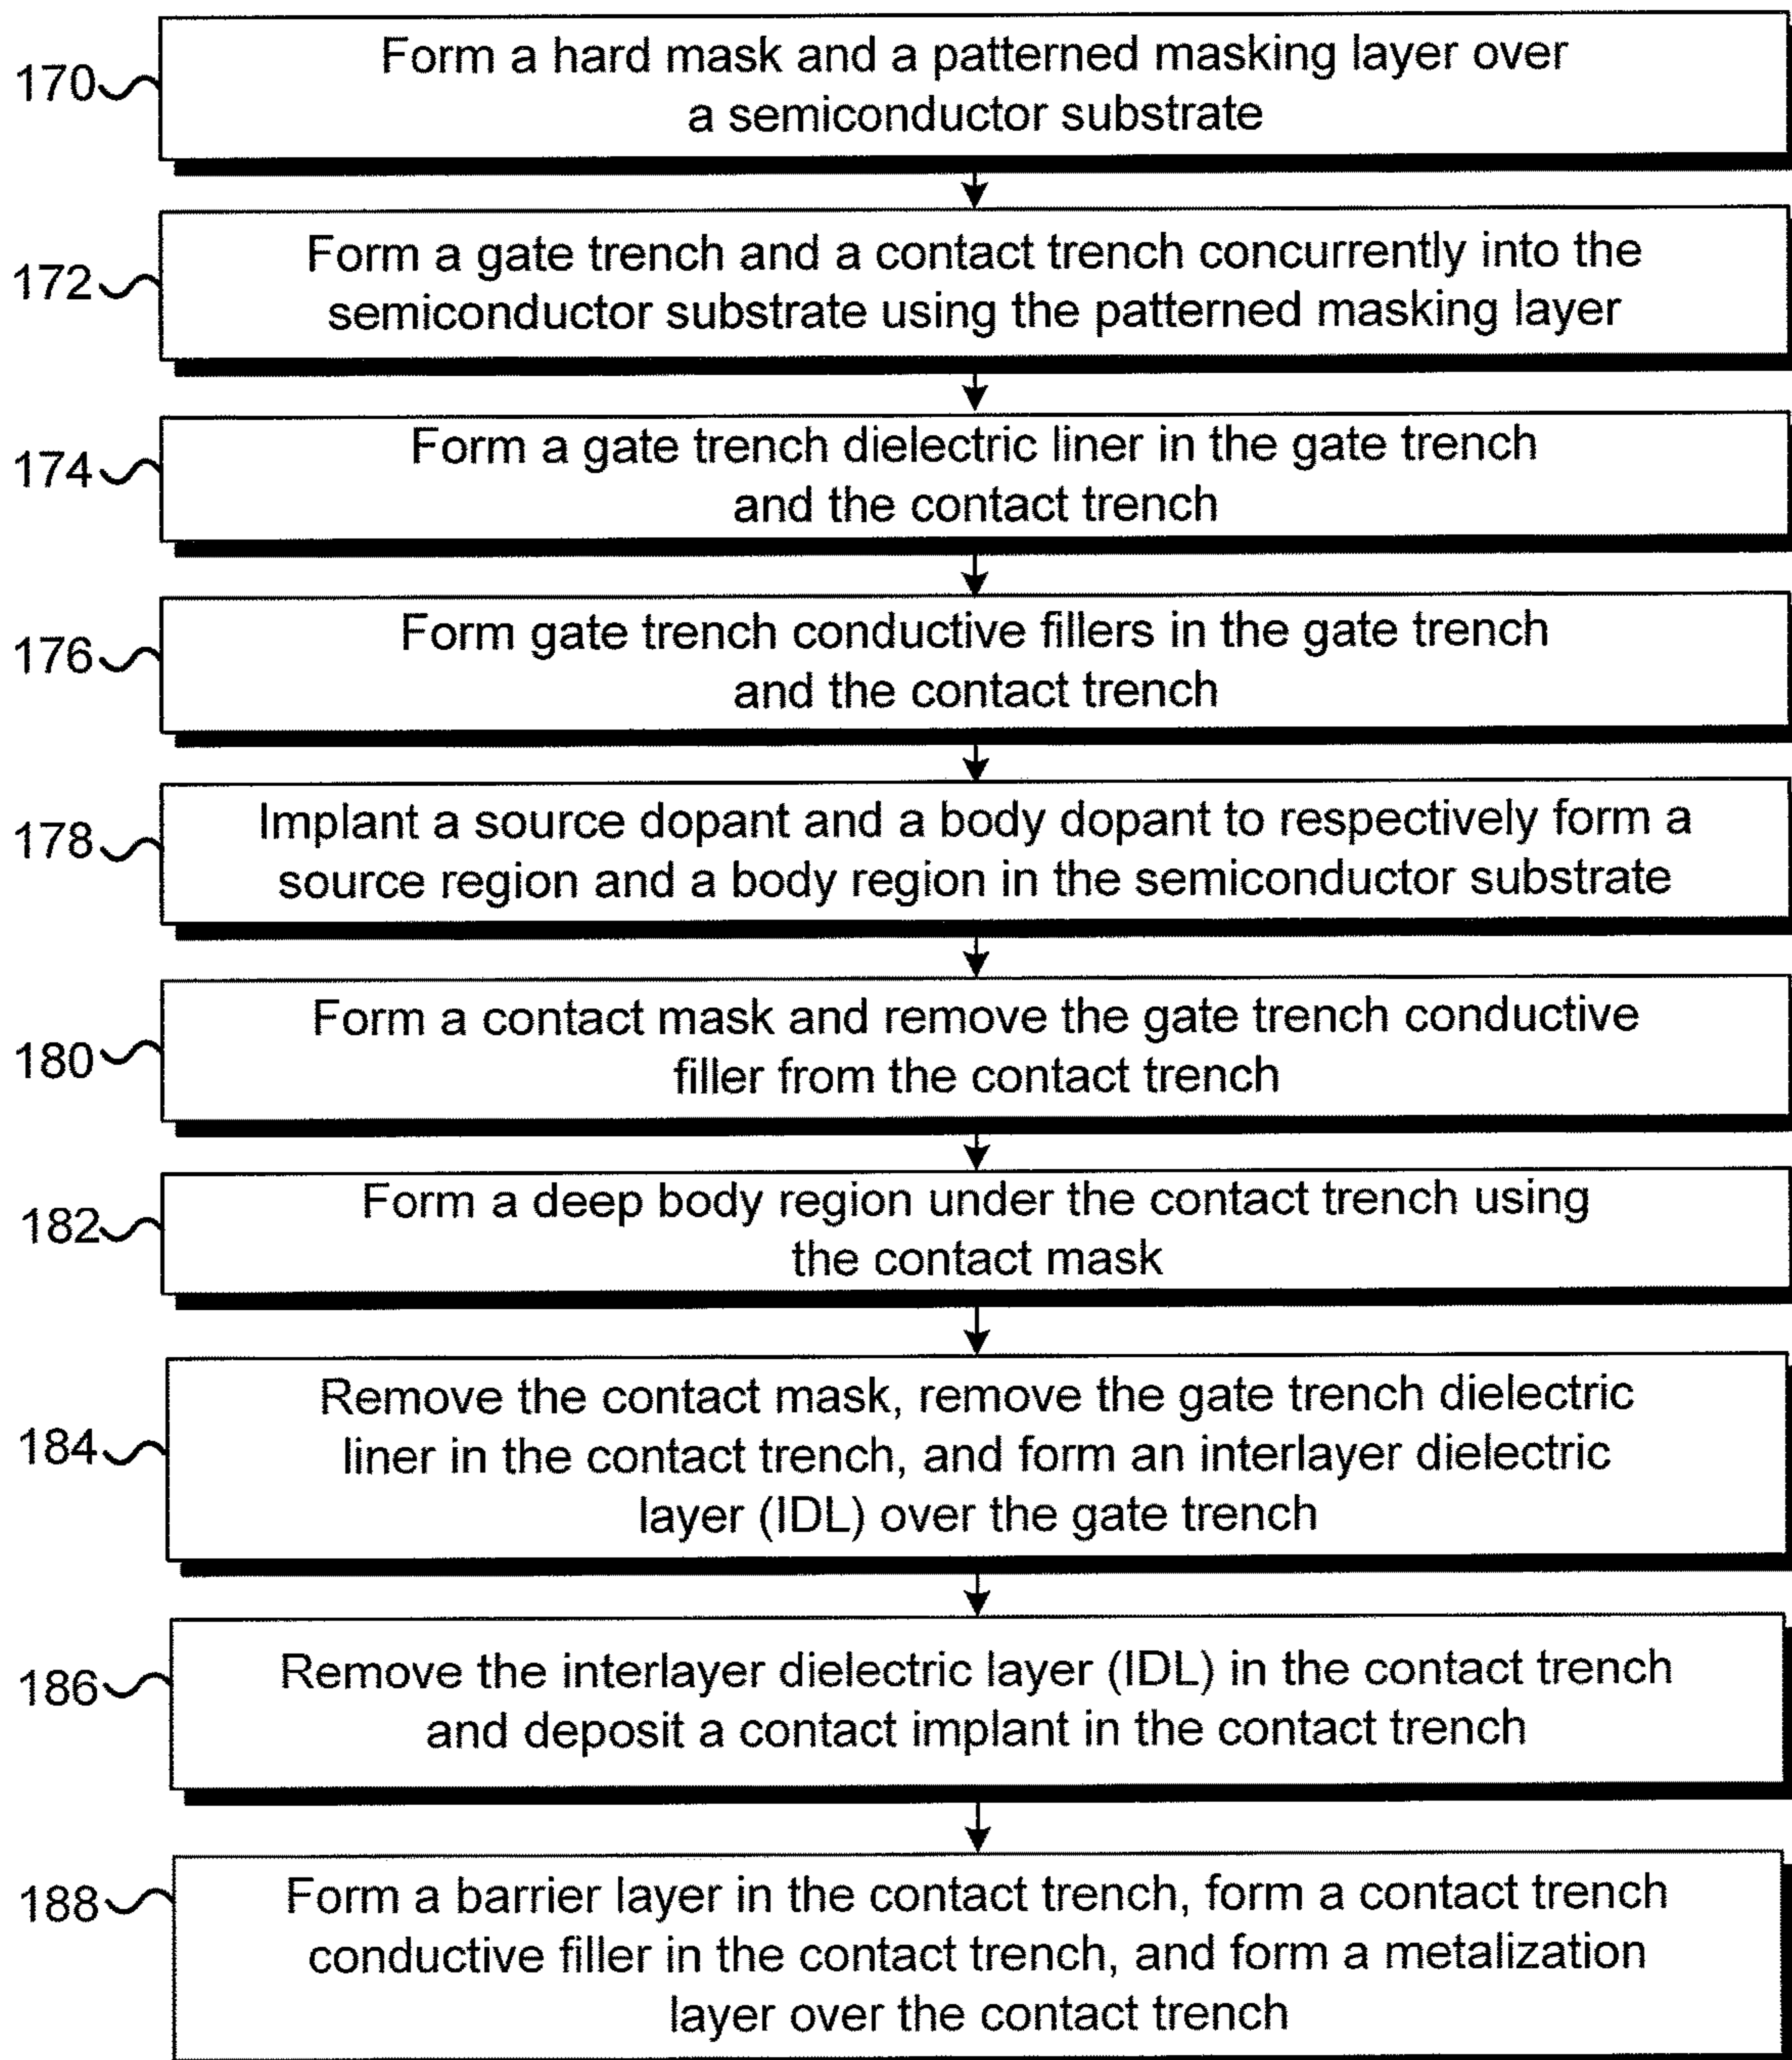 170
Form a hard mask and a patterned masking layer over
a semiconductor substrate
172
Form a gate trench and a contact trench concurrently into the
semiconductor substrate using the patterned masking layer
174
Form a gate trench dielectric liner in the gate trench
and the contact trench
176
Form gate trench conductive fillers in the gate trench
and the contact trench
178
Implant a source dopant and a body dopant to respectively form a
source region and a body region in the semiconductor substrate
180
Form a contact mask and remove the gate trench conductive
filler from the contact trench
182
Form a deep body region under the contact trench using
the contact mask
184
Remove the contact mask, remove the gate trench dielectric
liner in the contact trench, and form an interlayer dielectric
layer (IDL) over the gate trench
186
Remove the interlayer dielectric layer (IDL) in the contact trench
and deposit a contact implant in the contact trench
188
Form a barrier layer in the contact trench, form a contact trench
conductive filler in the contact trench, and form a metalization
layer over the contact trench